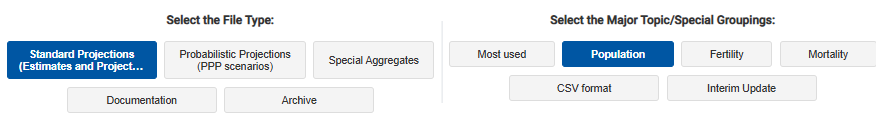 Select the File Type:
Standard Projections
(Estimates and Project...
Probabilistic Projections
(PPP scenarios)
Special Aggregates
Documentation
Archive
Select the Major Topic/Special Groupings:
Most used
Population
Fertility
Mortality
CSV format
Interim Update